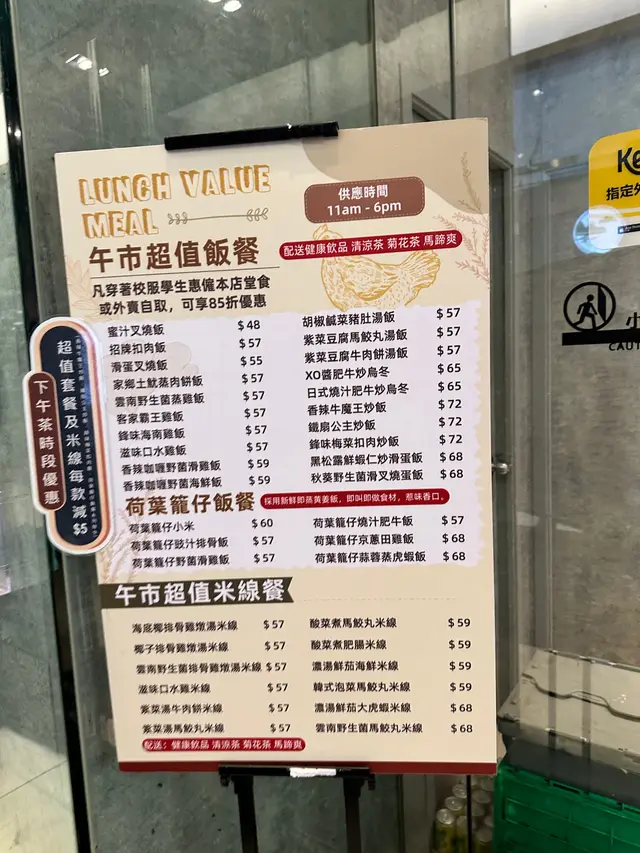 LUNCH VALUE
MEAL
供應時間
11am - 6pm
午市超值飯餐
配送健康飲品 清涼茶 菊花茶 馬蹄爽
凡穿著校服學生惠僱本店堂食
或外賣自取，可享85折優惠
蜜汁叉燒飯 $48
招牌扣肉飯 $57
滑蛋叉燒飯 $55
家鄉土魷蒸肉餅飯 $57
雲南野生菌蒸雞飯 $57
客家霸王雞飯 $57
鋒味海南雞飯 $57
滋味口水雞飯 $57
香辣咖喱野菌滑雞飯 $59
香辣咖喱野菌海鮮飯 $59
胡椒鹹菜豬肚湯飯 $57
紫菜豆腐馬鮫丸湯飯 $57
紫菜豆腐牛肉餅湯飯 $57
XO醬肥牛炒烏冬 $65
日式燒汁肥牛炒烏冬 $65
香辣牛魔王炒飯 $72
鐵扇公主炒飯 $72
鋒味梅菜扣肉炒飯 $72
黑松露鮮蝦仁炒滑蛋飯 $68
秋葵野生菌滑叉燒蛋飯 $68
荷葉籠仔飯餐
採用新鮮即蒸黃姜飯，即叫即做食材，惹味香口。
荷葉籠仔小米 $60
荷葉籠仔豉汁排骨飯 $57
荷葉籠仔野菌滑雞飯 $57
荷葉籠仔燒汁肥牛飯 $57
荷葉籠仔京蔥田雞飯 $68
荷葉籠仔蒜蓉蒸虎蝦飯 $68
午市超值米線餐
海底椰排骨雞燉湯米線 $57
椰子排骨雞燉湯米線 $57
雲南野生菌排骨雞燉湯米線 $57
滋味口水雞米線 $57
紫菜湯牛肉餅米線 $57
紫菜湯馬鮫丸米線 $57
酸菜煮馬鮫丸米線 $59
酸菜煮肥腸米線 $59
濃湯鮮茄海鮮米線 $59
韓式泡菜馬鮫丸米線 $59
濃湯鮮茄大虎蝦米線 $68
雲南野生菌馬鮫丸米線 $68
配送：健康飲品 清涼茶 菊花茶 馬蹄爽
下午茶時段優惠
超值套餐及米線每款減$5
指定外
小
CAUT